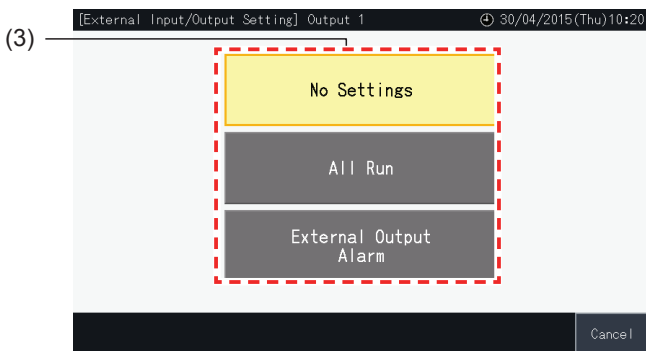 [External Input/Output Setting] Output 1
30/04/2015(Thu)10:20
(3)
No Settings
All Run
External Output
Alarm
Cancel